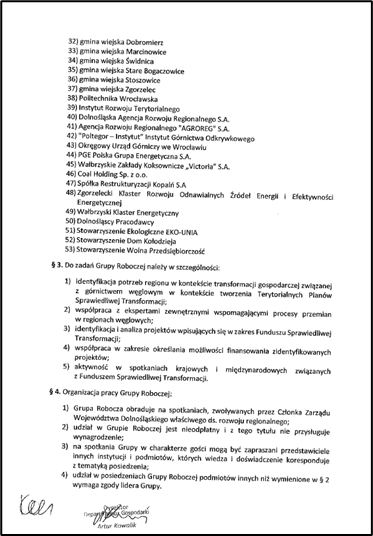 32) gmina wiejska Dobromierz
33) gmina wiejska Marcinowice
34) gmina wiejska Świdnica
35) gmina wiejska Stare Bogaczowice
36) gmina wiejska Stoszowice
37) gmina wiejska Zgorzelec
38) Politechnika Wrocławska
39) Instytut Rozwoju Terytorialnego
40) Dolnośląska Agencja Rozwoju Regionalnego S.A.
41) Agencja Rozwoju Regionalnego "AGROREG" S.A.
42) "Poltegor – Instytut" Instytut Górnictwa Odkrywkowego
43) Okręgowy Urząd Górniczy we Wrocławiu
44) PGE Polska Grupa Energetyczna S.A.
45) Wałbrzyskie Zakłady Koksownicze „Victoria" S.A.
46) Coal Holding Sp. z o.o.
47) Spółka Restrukturyzacji Kopalń S.A
48) Zgorzelecki Klaster Rozwoju Odnawialnych Źródeł Energii i Efektywności
Energetycznej
49) Wałbrzyski Klaster Energetyczny
50) Dolnośląscy Pracodawcy
51) Stowarzyszenie Ekologiczne EKO-UNIA
52) Stowarzyszenie Dom Kołodzieja
53) Stowarzyszenie Wolna Przedsiębiorczość
§ 3. Do zadań Grupy Roboczej należy w szczególności:
1) identyfikacja potrzeb regionu w kontekście transformacji gospodarczej związanej
z górnictwem węglowym w kontekście tworzenia Terytorialnych Planów
Sprawiedliwej Transformacji;
2) współpraca z ekspertami zewnętrznymi wspomagającymi procesy przemian
w regionach węglowych;
3) identyfikacja i analiza projektów wpisujących się w zakres Funduszu Sprawiedliwej
Transformacji;
4) współpraca w zakresie określania możliwości finansowania zidentyfikowanych
projektów;
5) aktywność w spotkaniach krajowych i międzynarodowych związanych
z Funduszem Sprawiedliwej Transformacji.
§ 4. Organizacja pracy Grupy Roboczej:
1) Grupa Robocza obraduje na spotkaniach, zwoływanych przez Członka Zarządu
Województwa Dolnośląskiego właściwego ds. rozwoju regionalnego;
2) udział w Grupie Roboczej jest nieodpłatny i z tego tytułu nie przysługuje
wynagrodzenie;
3) na spotkania Grupy w charakterze gości mogą być zapraszani przedstawiciele
innych instytucji i podmiotów, których wiedza i doświadczenie koresponduje
z tematyką posiedzenia;
4) udział w posiedzeniach Grupy Roboczej podmiotów innych niż wymienione w § 2
wymaga zgody lidera Grupy.
Dyrektor
Departamentu Gospodarki
Artur Kowalik